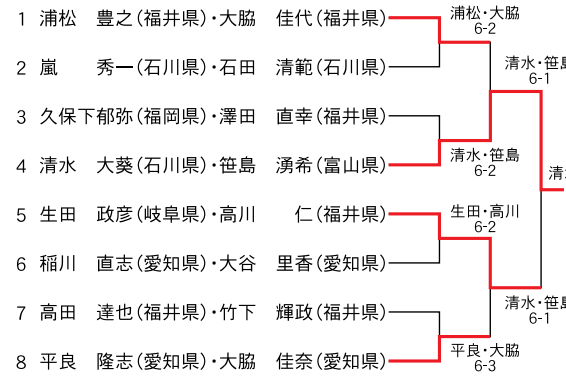 1 浦松 豊之(福井県)・大脇 佳代(福井県)
2 嵐 秀一(石川県)・石田 清範(石川県)
3 久保下郁弥(福岡県)・澤田 直幸(福井県)
4 清水 大葵(石川県)・笹島 湧希(富山県)
5 生田 政彦(岐阜県)・高川 仁(福井県)
6 稲川 直志(愛知県)・大谷 里香(愛知県)
7 高田 達也(福井県)・竹下 輝政(福井県)
8 平良 隆志(愛知県)・大脇 佳奈(愛知県)
浦松・大脇
6-2
清水・笹島
6-2
生田・高川
6-2
平良・大脇
6-3
清水・笹島
6-1
清水・笹島
6-1
清